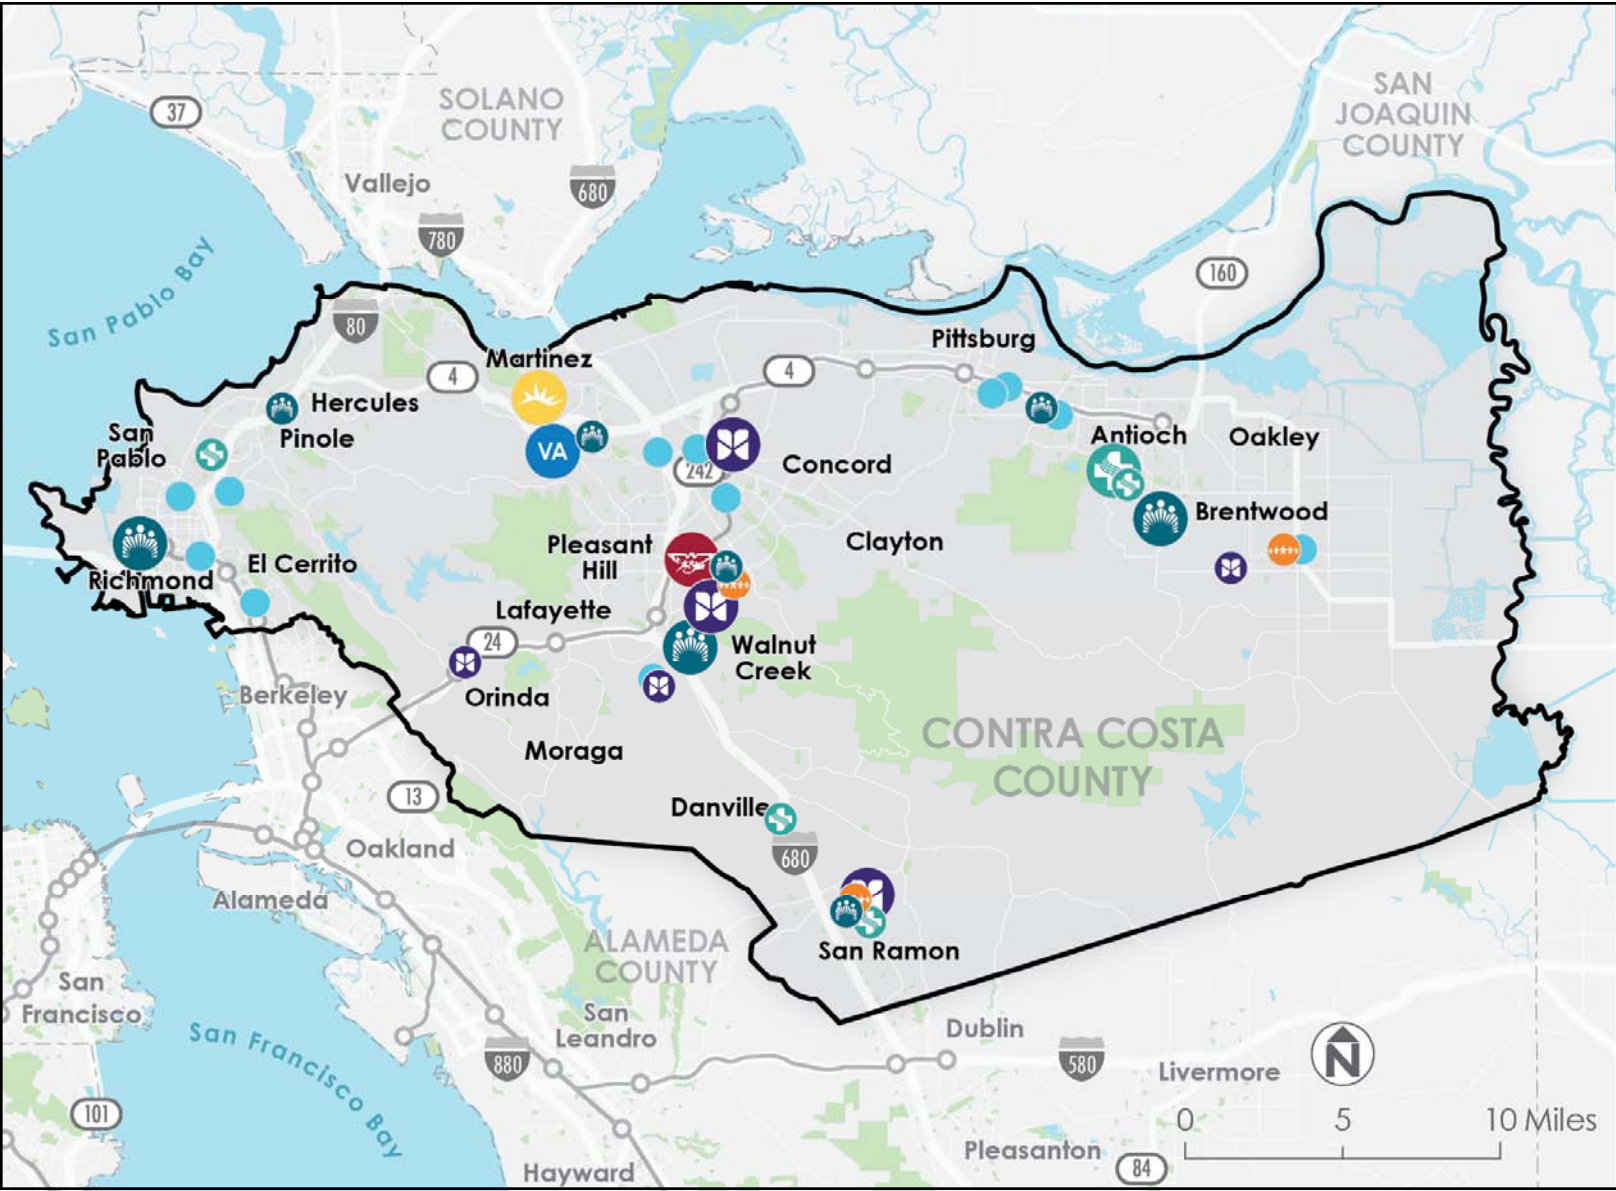 37
SOLANO
COUNTY
SAN
JOAQUIN
COUNTY
Vallejo
680
780
San Pablo Bay
160
80
Pittsburg
Martinez
4
4
Hercules
Pinole
San
Pablo
VA
242
Concord
Antioch
Oakley
Brentwood
Richmond
El Cerrito
Pleasant
Hill
Clayton
Lafayette
24
Walnut
Creek
Orinda
Berkeley
Moraga
CONTRA COSTA
COUNTY
13
Danville
680
Oakland
Alameda
ALAMEDA
COUNTY
San Ramon
San
Francisco
San Francisco Bay
San
Leandro
Dublin
880
580
Livermore
N
101
0 5 10 Miles
Pleasanton
84
Hayward